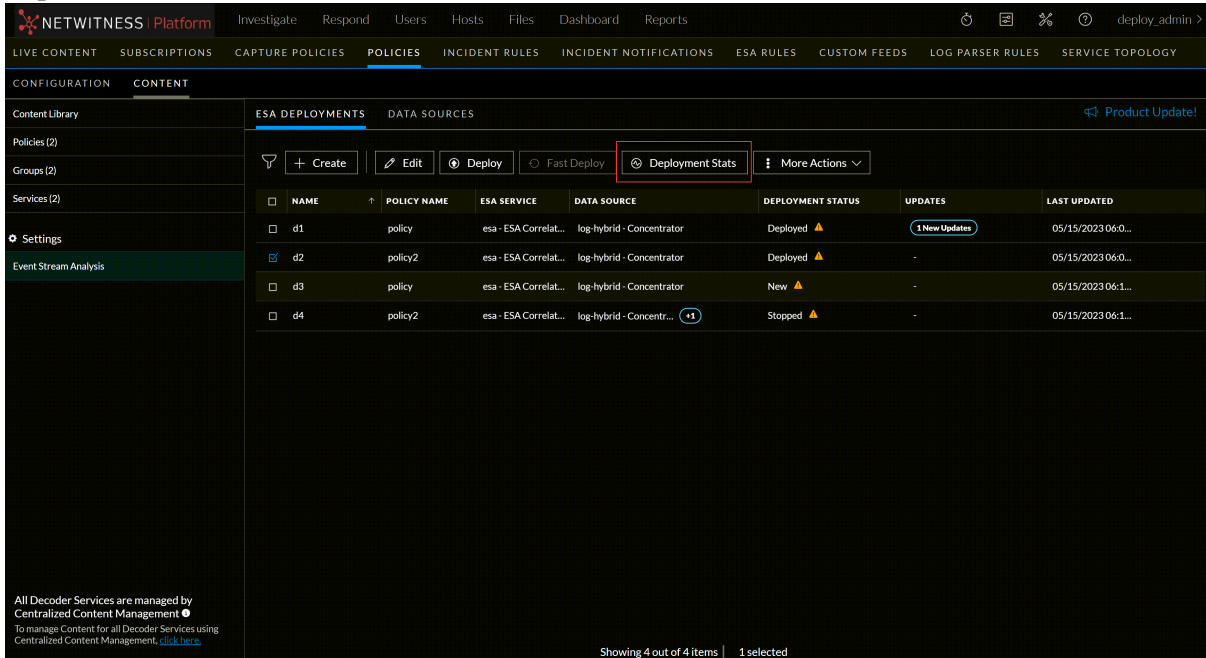 NETWITNESS | Platform Investigate Respond Users Hosts Files Dashboard Reports deploy_admin >
LIVE CONTENT SUBSCRIPTIONS CAPTURE POLICIES POLICIES INCIDENT RULES INCIDENT NOTIFICATIONS ESA RULES CUSTOM FEEDS LOG PARSER RULES SERVICE TOPOLOGY
CONFIGURATION CONTENT
Content Library
Policies (2)
Groups (2)
Services (2)
Settings
Event Stream Analysis
ESA DEPLOYMENTS DATA SOURCES Product Update!
+ Create Edit Deploy Fast Deploy Deployment Stats More Actions
NAME ↑ POLICY NAME ESA SERVICE DATA SOURCE DEPLOYMENT STATUS UPDATES LAST UPDATED
d1 policy esa - ESA Correlat... log-hybrid - Concentrator Deployed 1 New Updates 05/15/2023 06:0...
d2 policy2 esa - ESA Correlat... log-hybrid - Concentrator Deployed - 05/15/2023 06:0...
d3 policy esa - ESA Correlat... log-hybrid - Concentrator New - 05/15/2023 06:1...
d4 policy2 esa - ESA Correlat... log-hybrid - Concentr... +1 Stopped - 05/15/2023 06:1...
All Decoder Services are managed by
Centralized Content Management
To manage Content for all Decoder Services using
Centralized Content Management, click here.
Showing 4 out of 4 items | 1 selected